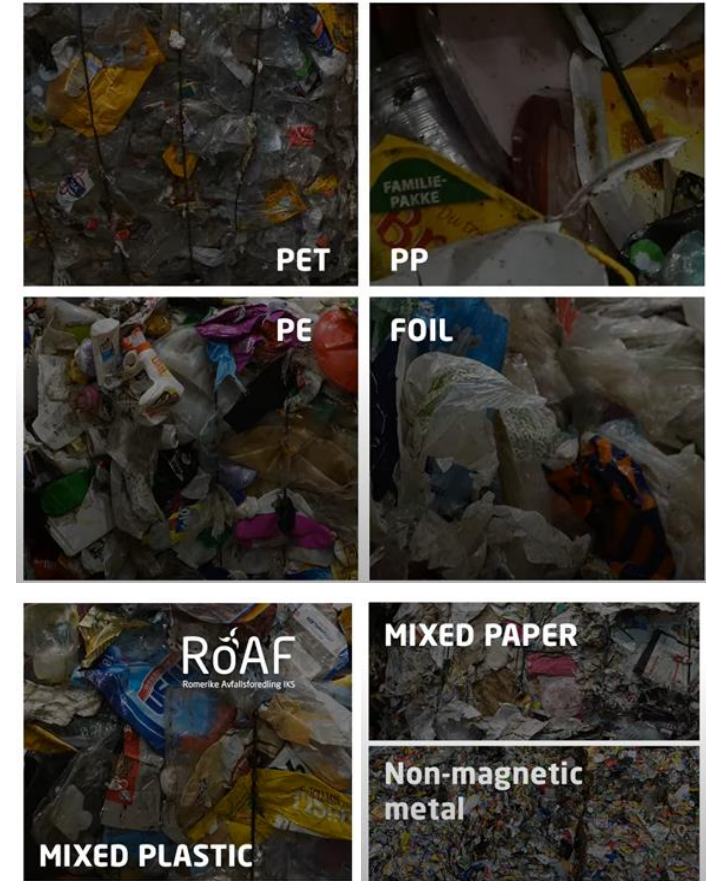 PET
PP
FAMILIE-
PAKKE
PE
FOIL
RoAF
Romerike Avfallsforedling IKS
MIXED PLASTIC
MIXED PAPER
Non-magnetic
metal